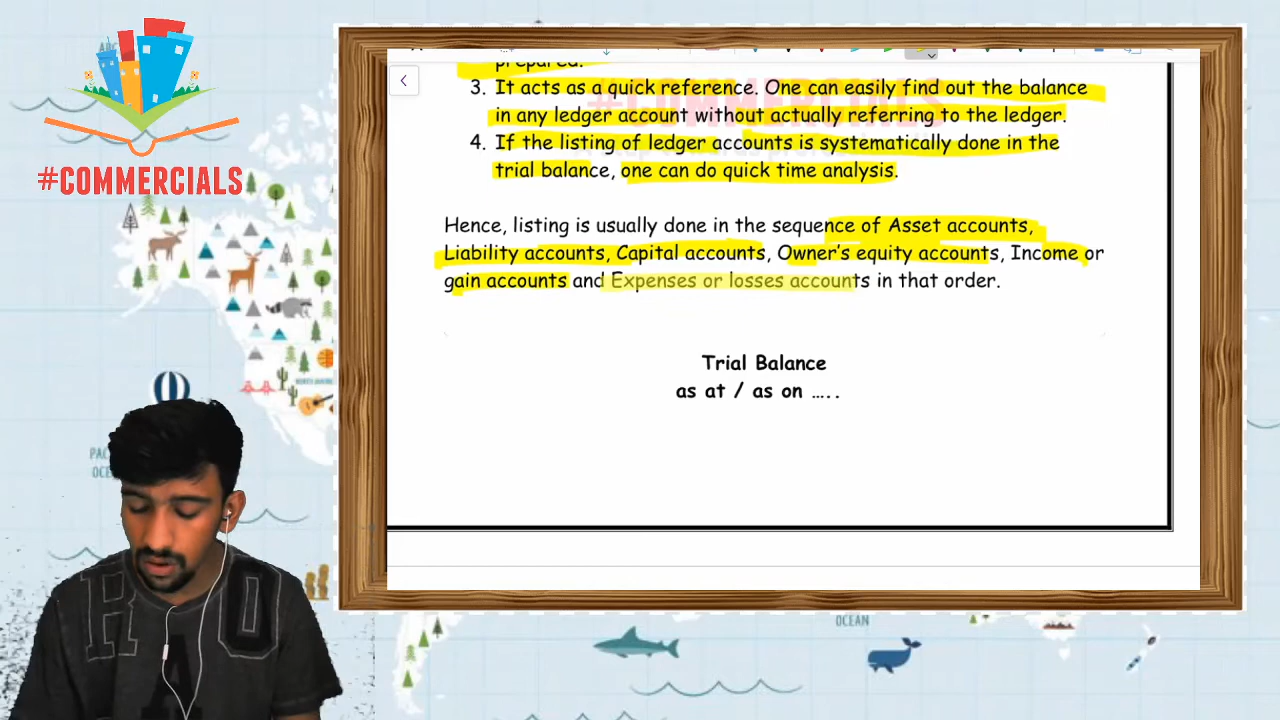 #COMMERCIALS
prepared.
3. It acts as a quick reference. One can easily find out the balance
in any ledger account without actually referring to the ledger.
4. If the listing of ledger accounts is systematically done in the
trial balance, one can do quick time analysis.
Hence, listing is usually done in the sequence of Asset accounts,
Liability accounts, Capital accounts, Owner's equity accounts, Income or
gain accounts and Expenses or losses accounts in that order.
Trial Balance
as at / as on …..
OCEAN